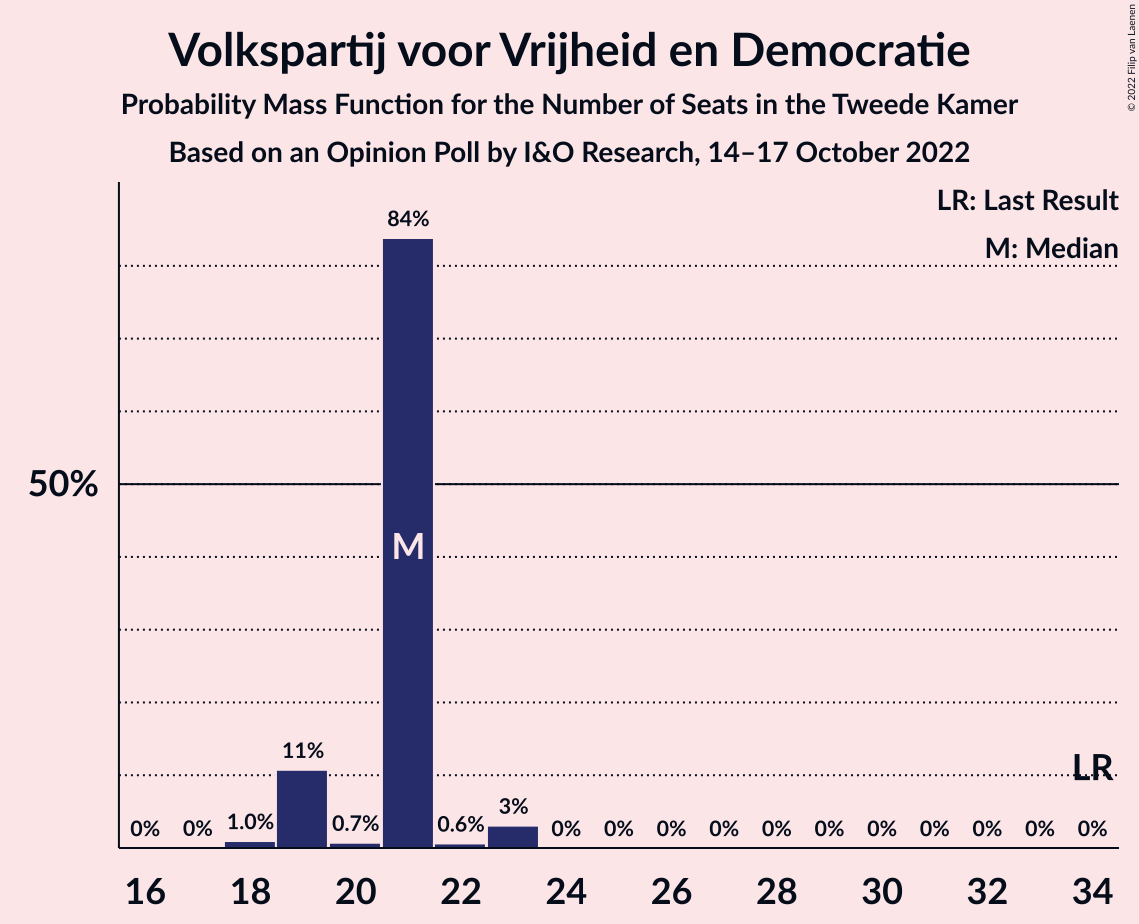 Volkspartij voor Vrijheid en Democratie
Probability Mass Function for the Number of Seats in the Tweede Kamer
Based on an Opinion Poll by I&O Research, 14–17 October 2022
© 2022 Filip van Laenen
LR: Last Result
M: Median
84%
50%
M
11%
LR
3%
0% 0% 1.0% 0.7% 0.6% 0% 0% 0% 0% 0% 0% 0% 0% 0% 0% 0%
16 18 20 22 24 26 28 30 32 34